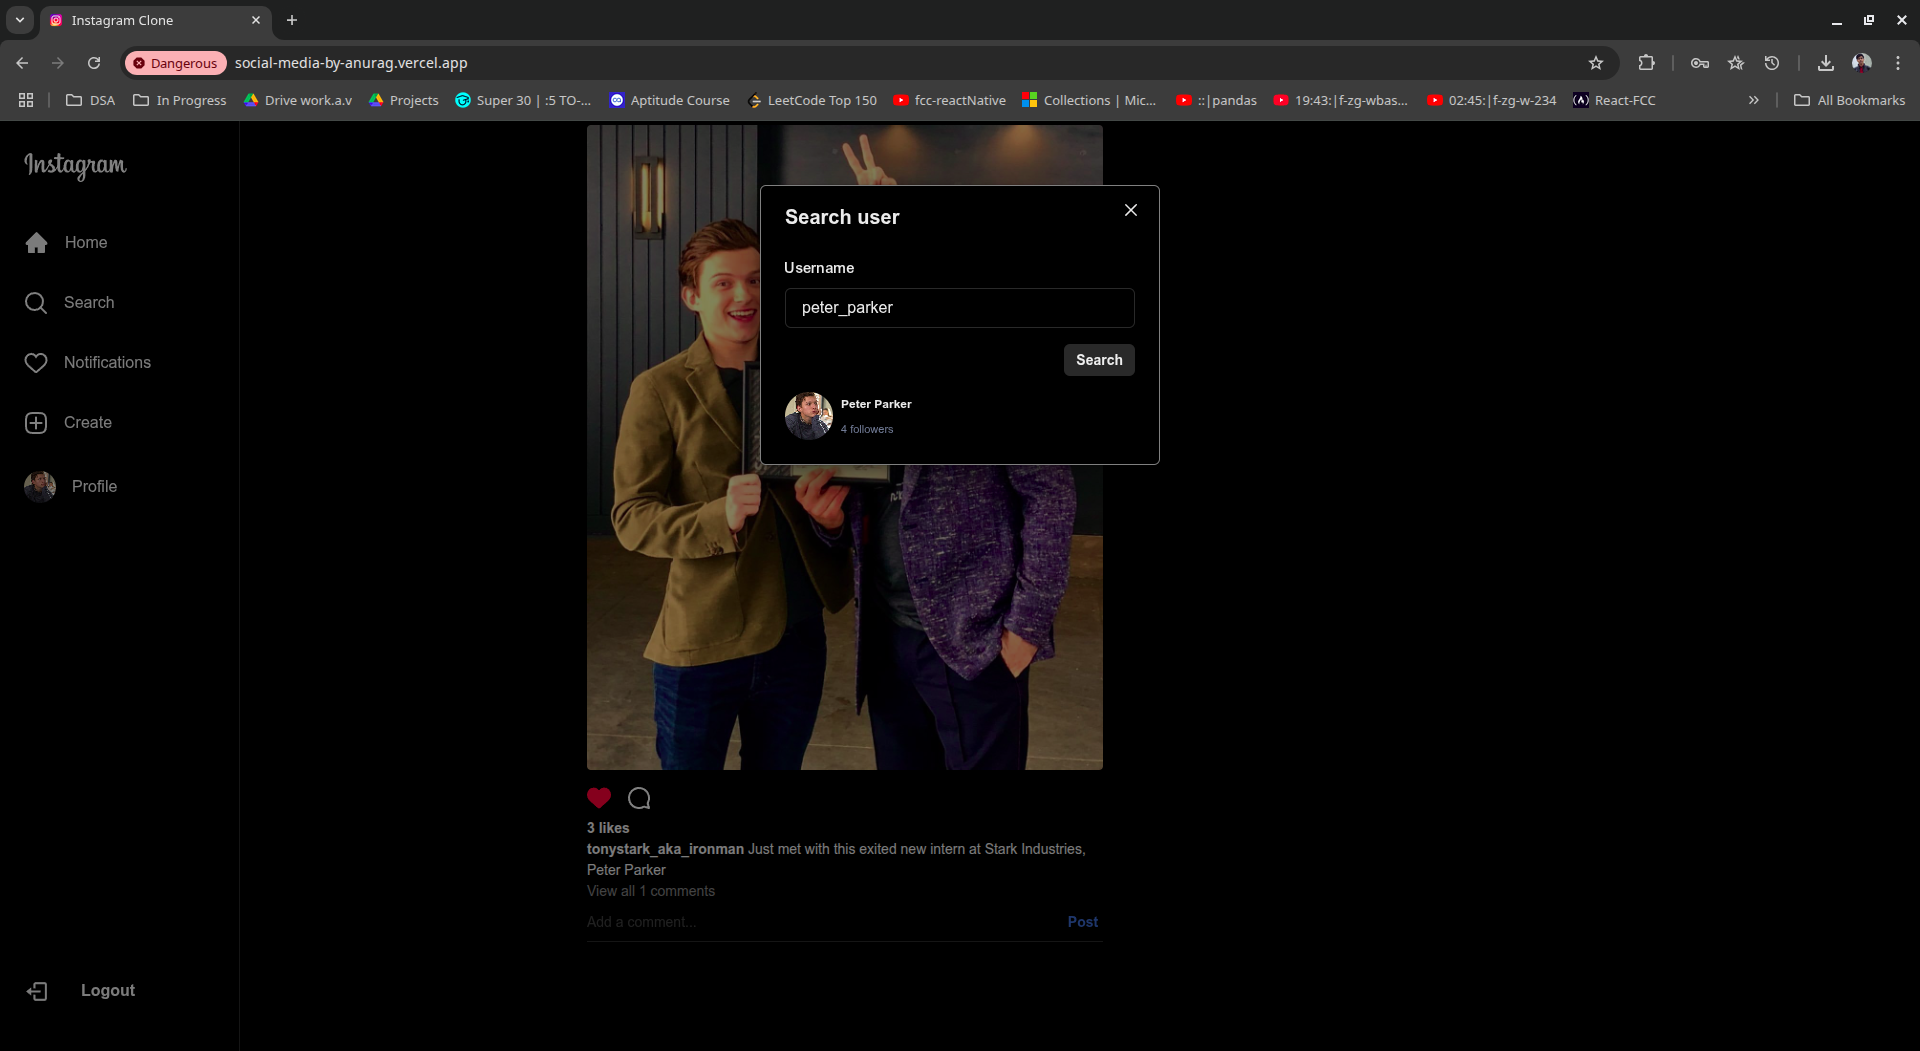 Instagram Clone
Dangerous
social-media-by-anurag.vercel.app
DSA
In Progress
Drive work.a.v
Projects
Super 30 | :5 TO-...
Aptitude Course
LeetCode Top 150
fcc-reactNative
Collections | Mic...
::|pandas
19:43:|f-zg-wbas...
02:45:|f-zg-w-234
React-FCC
All Bookmarks
Instagram
Home
Search
Notifications
Create
Profile
Logout
Search user
Username
peter_parker
Search
Peter Parker
4 followers
3 likes
tonystark_aka_ironman Just met with this exited new intern at Stark Industries,
Peter Parker
View all 1 comments
Add a comment...
Post